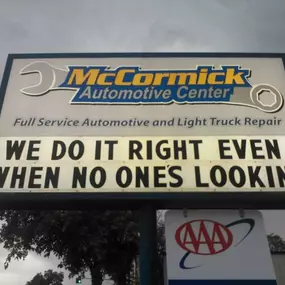 McCormick
Automotive Center
Full Service Automotive and Light Truck Repair
WE DO IT RIGHT EVEN
WHEN NO ONES LOOKIN
AAA